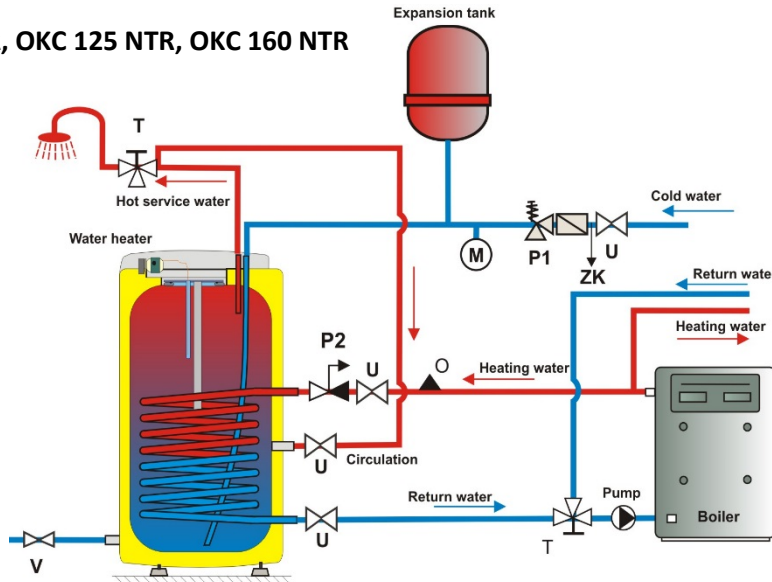 Expansion tank
, OKC 125 NTR, OKC 160 NTR
T
Hot service water
Cold water
Water heater
M
P1
U
ZK
Return wate
Heating water
P2
U
Heating water
O
U
Circulation
Return water
Pump
Boiler
V
U
T